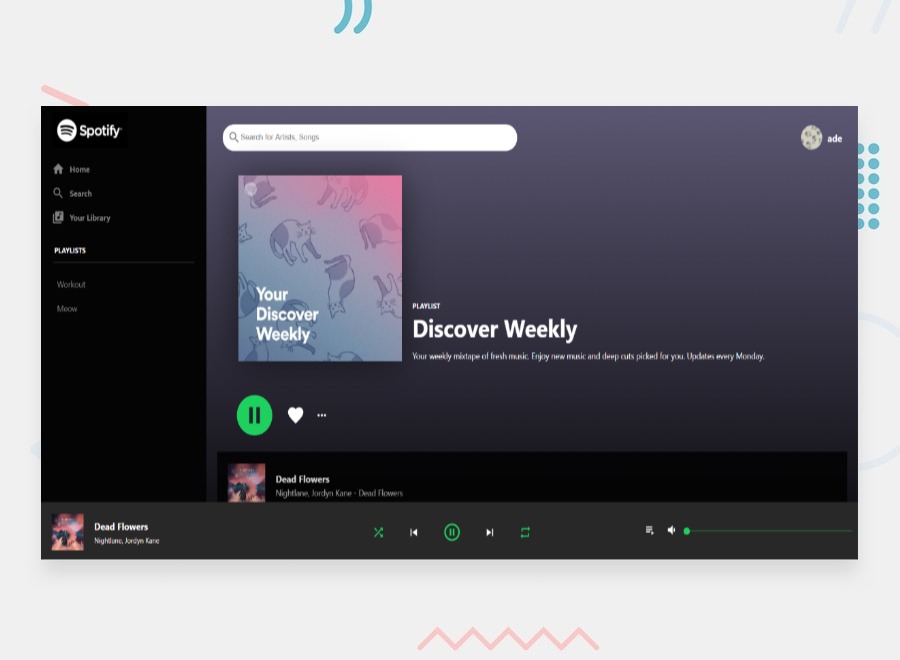 Spotify
Search for Artists, Songs
ade
Home
Search
Your Library
PLAYLISTS
Workout
Meow
Your
Discover
Weekly
PLAYLIST
Discover Weekly
Your weekly mixtape of fresh music. Enjoy new music and deep cuts picked for you. Updates every Monday.
Dead Flowers
Nightlane, Jordyn Kane - Dead Flowers
Dead Flowers
Nightlane, Jordyn Kane